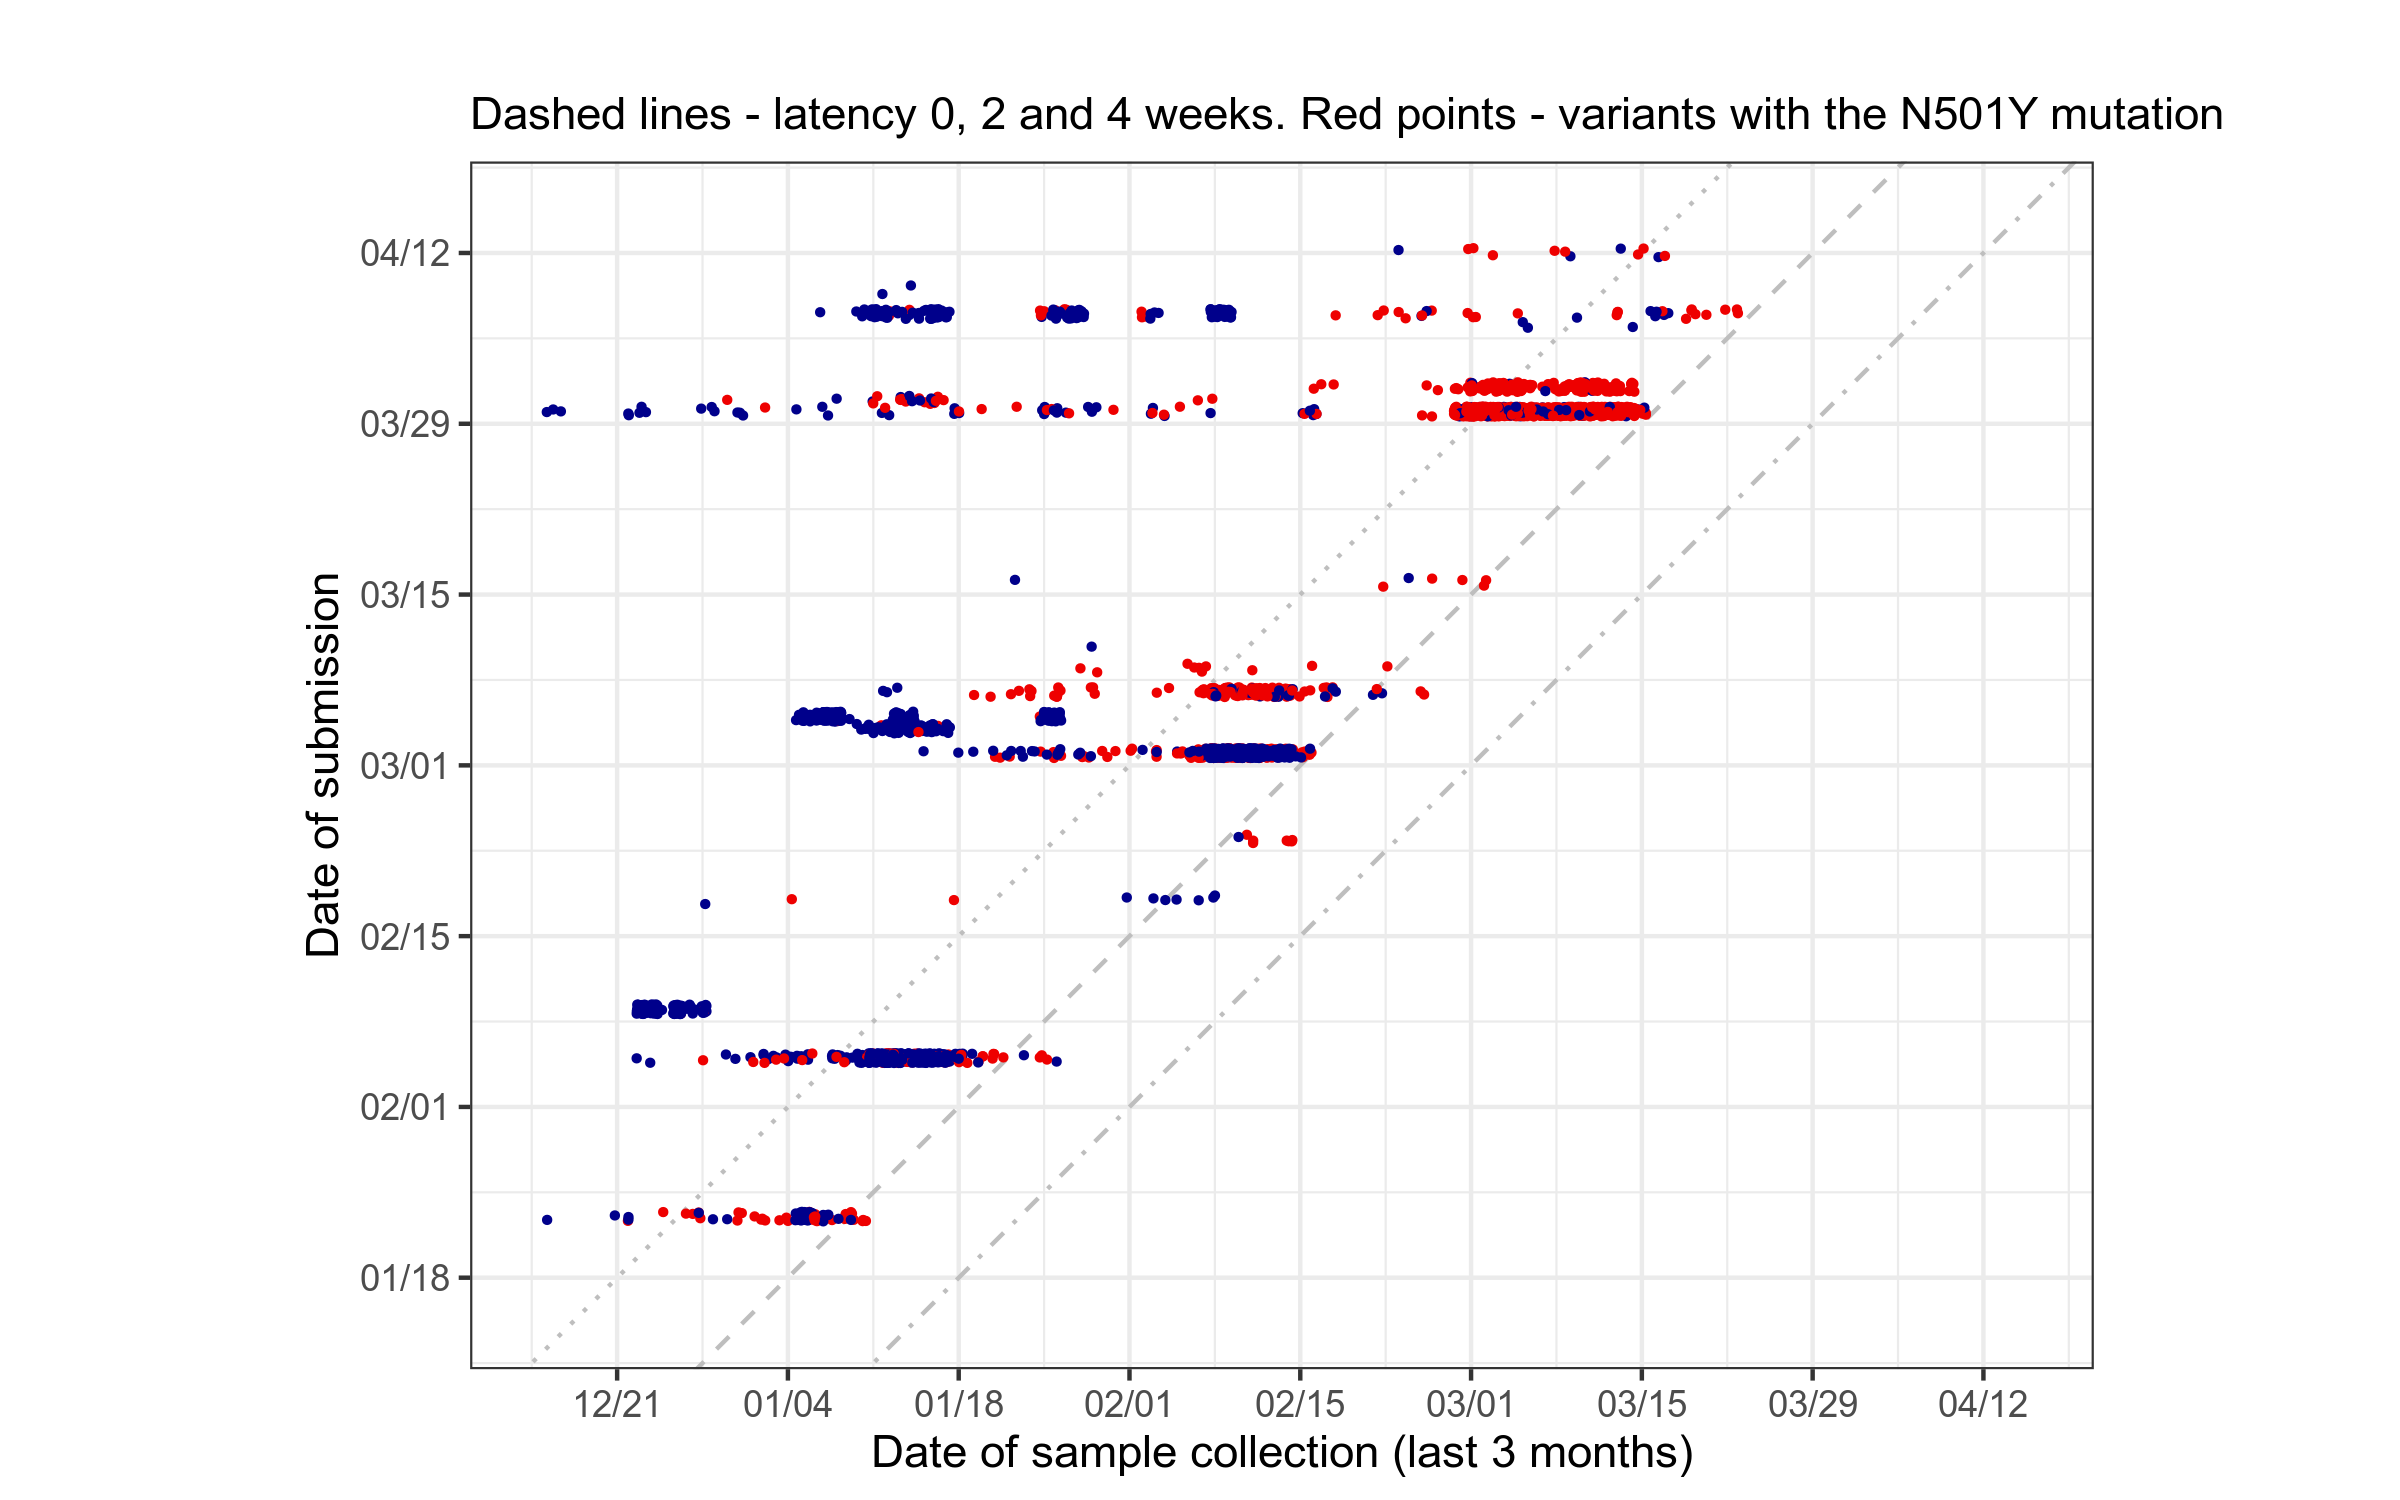 Dashed lines - latency 0, 2 and 4 weeks. Red points - variants with the N501Y mutation
Date of submission
04/12
03/29
03/15
03/01
02/15
02/01
01/18
12/21 01/04 01/18 02/01 02/15 03/01 03/15 03/29 04/12
Date of sample collection (last 3 months)